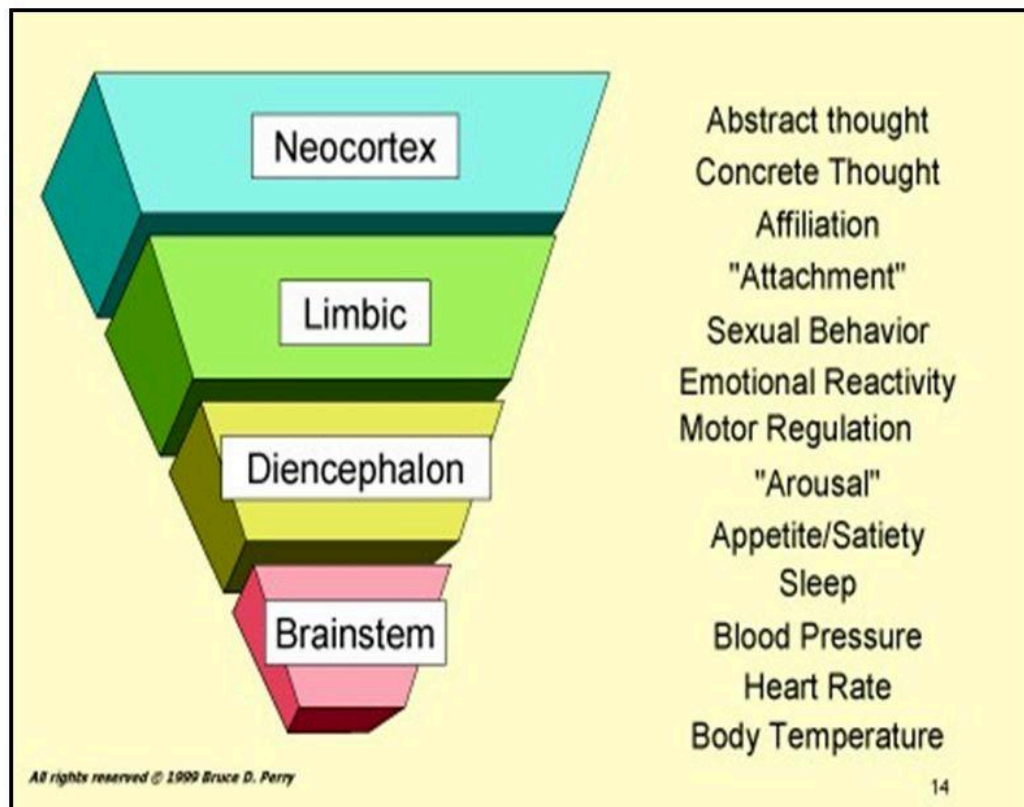 Neocortex
Limbic
Diencephalon
Brainstem
Abstract thought
Concrete Thought
Affiliation
"Attachment"
Sexual Behavior
Emotional Reactivity
Motor Regulation
"Arousal"
Appetite/Satiety
Sleep
Blood Pressure
Heart Rate
Body Temperature
All rights reserved © 1999 Bruce D. Perry
14